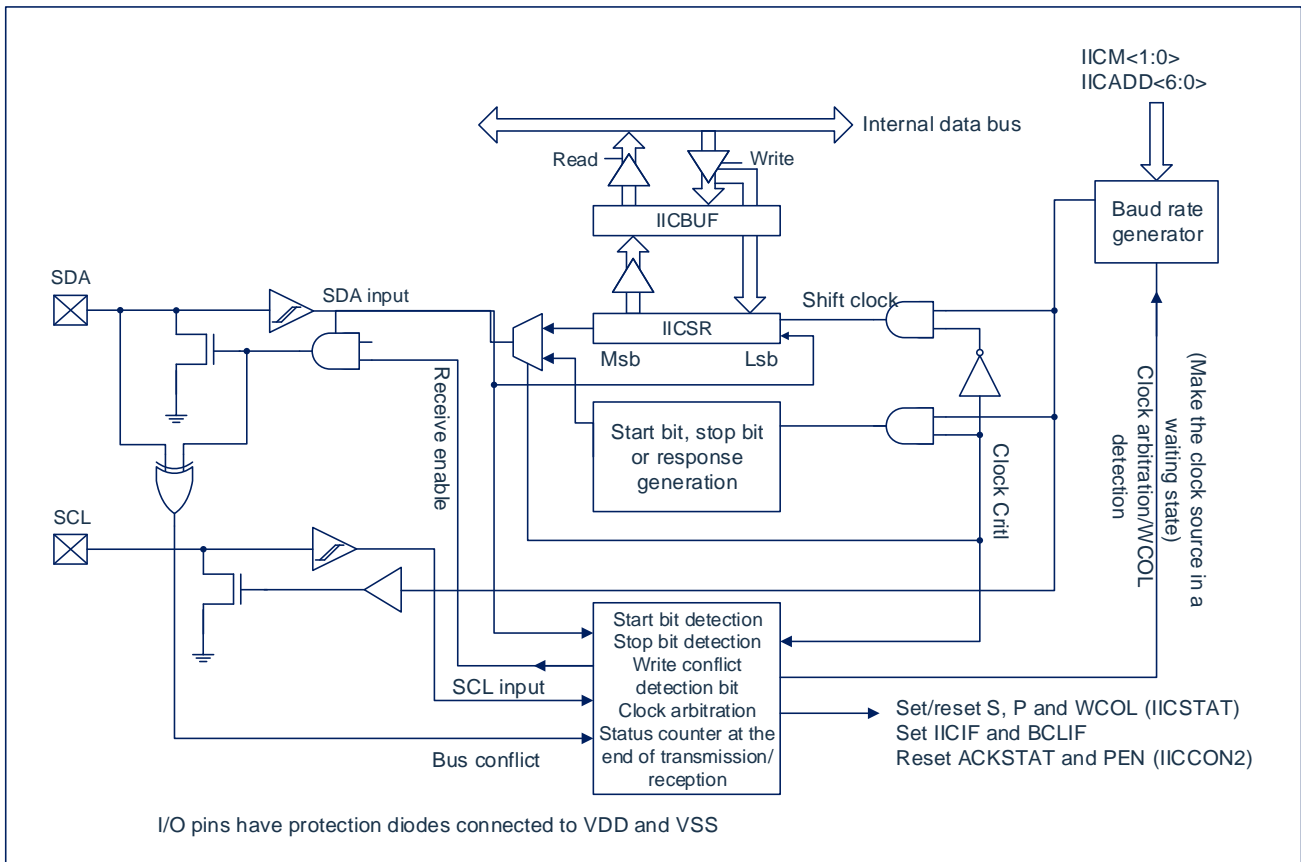 IICM<1:0>
IICADD<6:0>
Internal data bus
Read
Write
IICBUF
Baud rate
generator
SDA
SDA input
Shift clock
IICSR
Msb
Lsb
Receive enable
Start bit, stop bit
or response
generation
Clock Critl
(Make the clock source in a
waiting state)
Clock arbitration/WCOL
detection
SCL
SCL input
Bus conflict
Start bit detection
Stop bit detection
Write conflict
detection bit
Clock arbitration
Status counter at the
end of transmission/
reception
Set/reset S, P and WCOL (IICSTAT)
Set IICIF and BCLIF
Reset ACKSTAT and PEN (IICCON2)
I/O pins have protection diodes connected to VDD and VSS